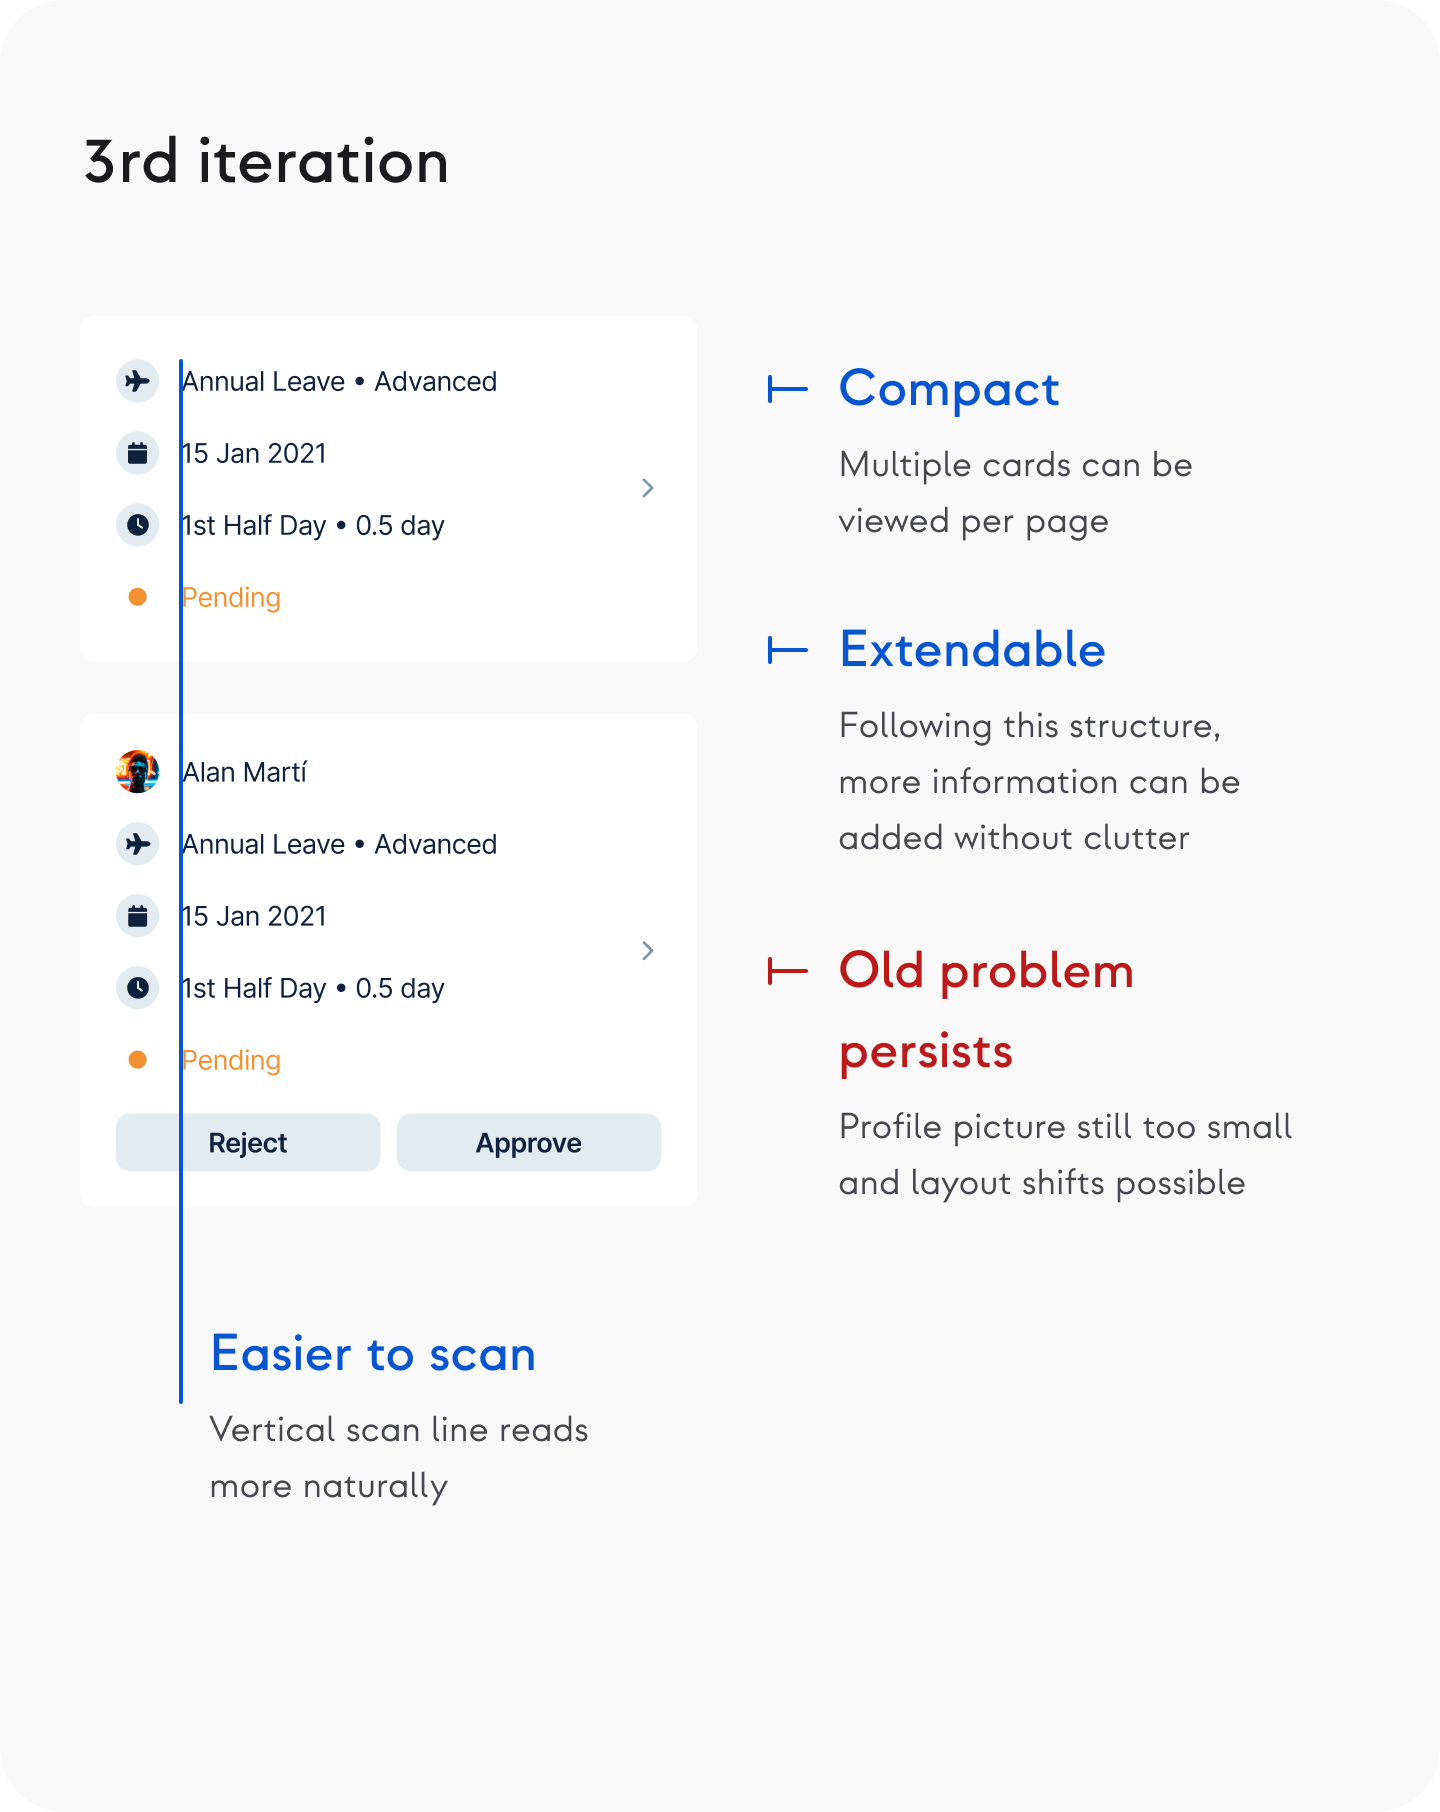 3rd iteration
Annual Leave • Advanced
15 Jan 2021
1st Half Day • 0.5 day
Pending
Alan Martí
Annual Leave • Advanced
15 Jan 2021
1st Half Day • 0.5 day
Pending
Reject
Approve
Easier to scan
Vertical scan line reads
more naturally
Compact
Multiple cards can be
viewed per page
Extendable
Following this structure,
more information can be
added without clutter
Old problem
persists
Profile picture still too small
and layout shifts possible